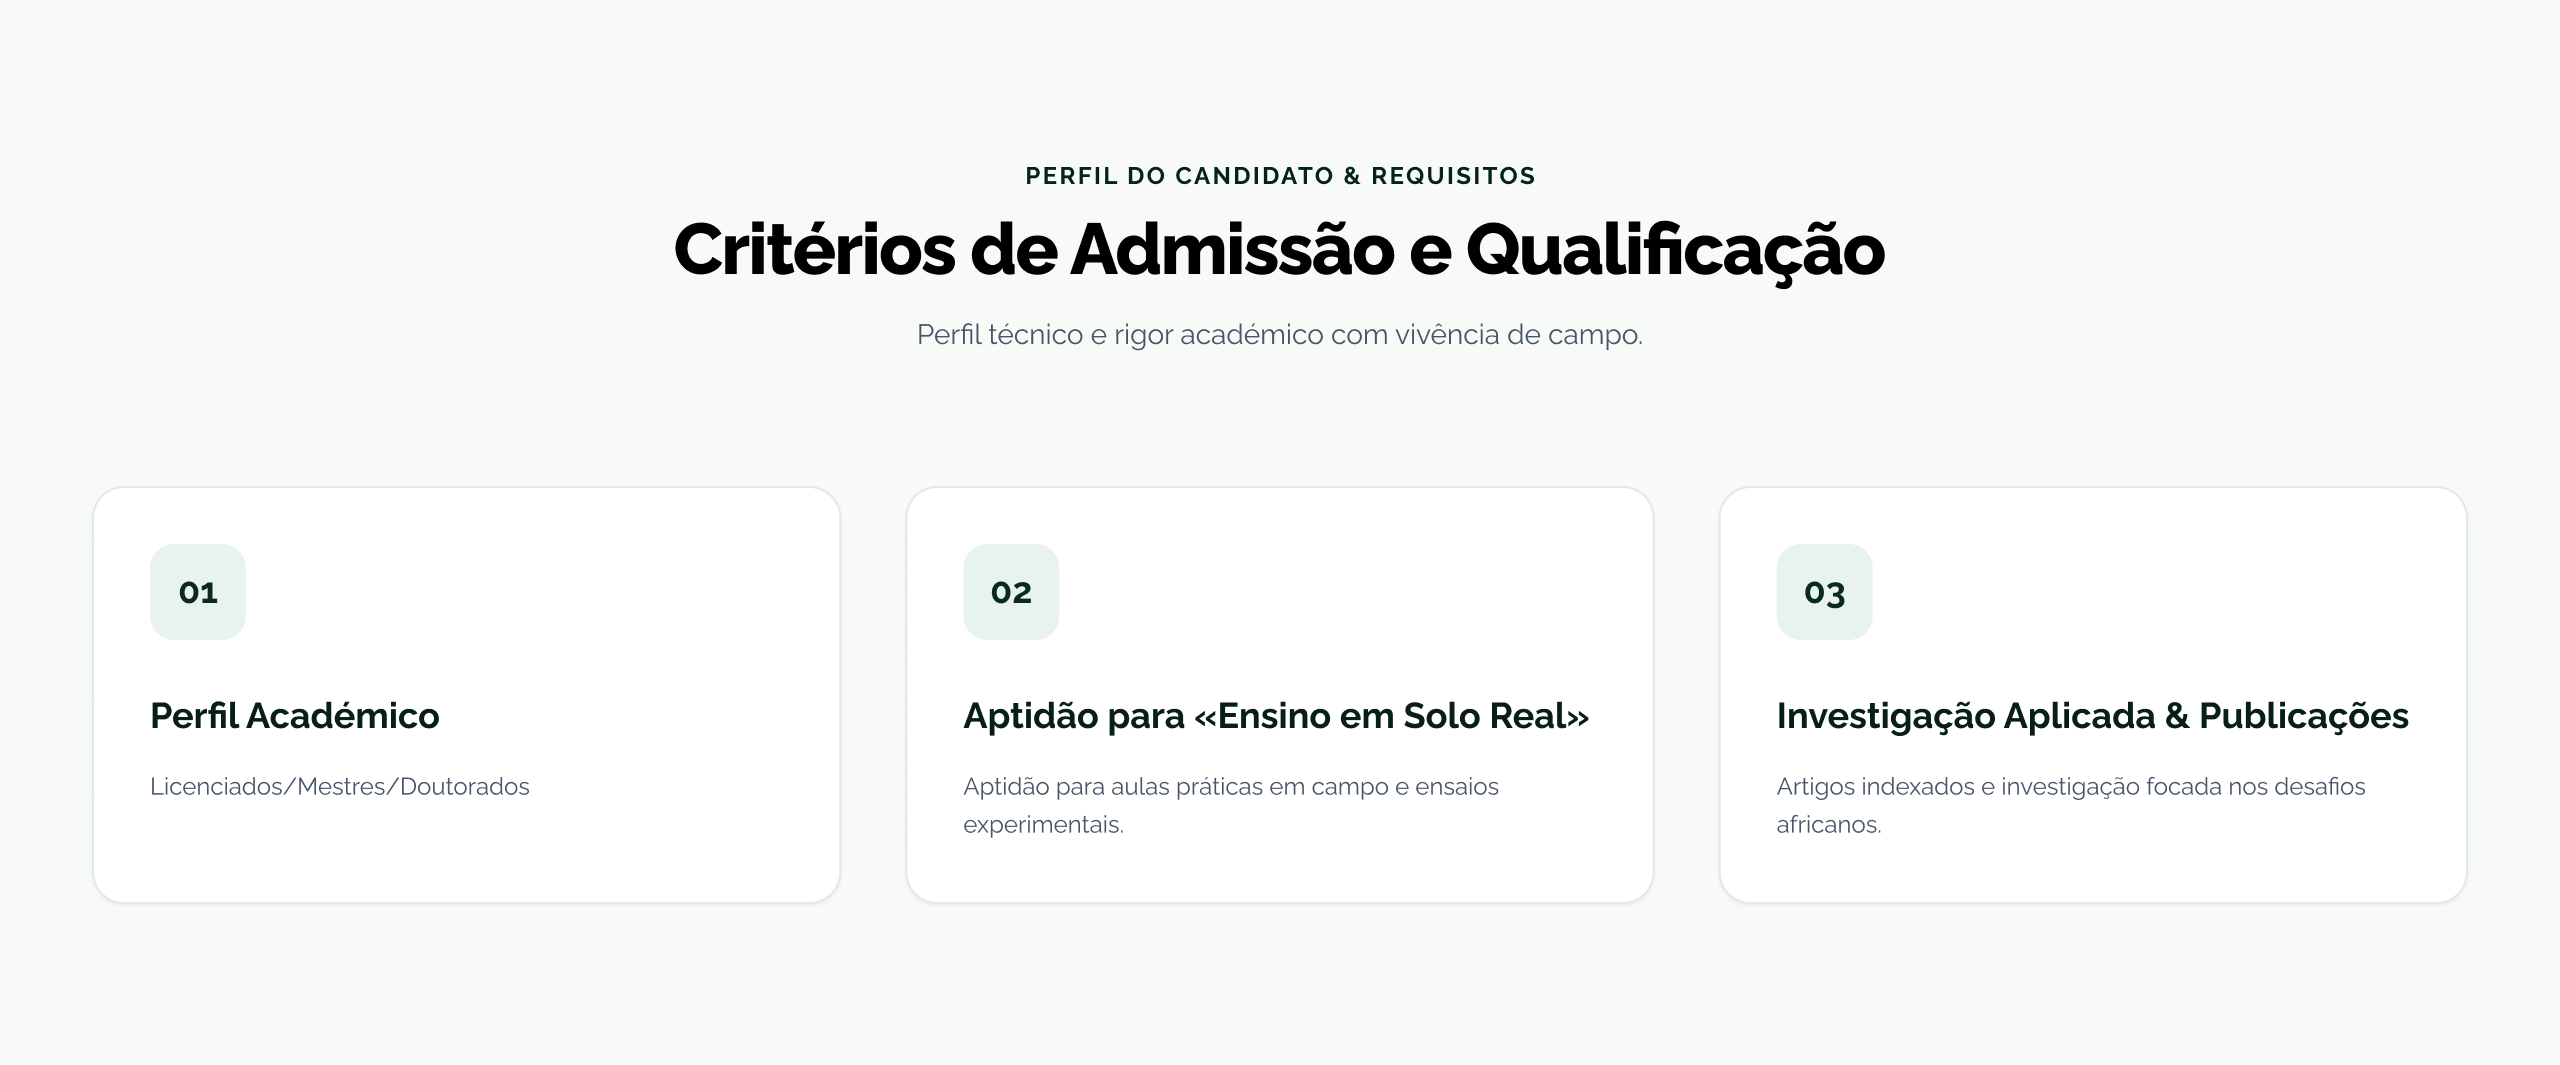 PERFIL DO CANDIDATO & REQUISITOS
Critérios de Admissão e Qualificação
Perfil técnico e rigor académico com vivência de campo.
01
Perfil Académico
Licenciados/Mestres/Doutorados
02
Aptidão para «Ensino em Solo Real»
Aptidão para aulas práticas em campo e ensaios
experimentais.
03
Investigação Aplicada & Publicações
Artigos indexados e investigação focada nos desafios
africanos.